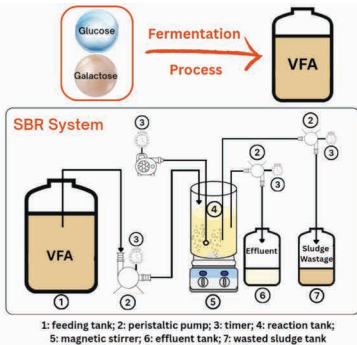 Glucose
Galactose
Fermentation
Process
VFA
SBR System
3
3
2
3
2
3
4
VFA
Effluent
Sludge
Wastage
1
2
5
6
7
1: feeding tank; 2: peristaltic pump; 3: timer; 4: reaction tank;
5: magnetic stirrer; 6: effluent tank; 7: wasted sludge tank